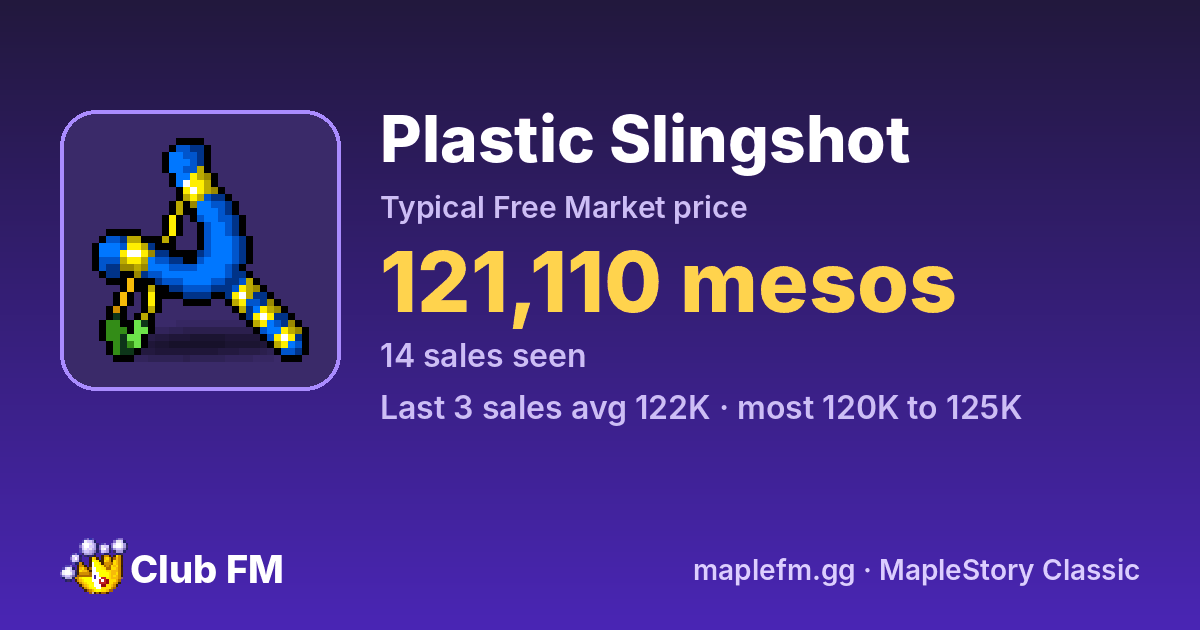 Plastic Slingshot
Typical Free Market price
121,110 mesos
14 sales seen
Last 3 sales avg 122K · most 120K to 125K
Club FM
maplefm.gg · MapleStory Classic